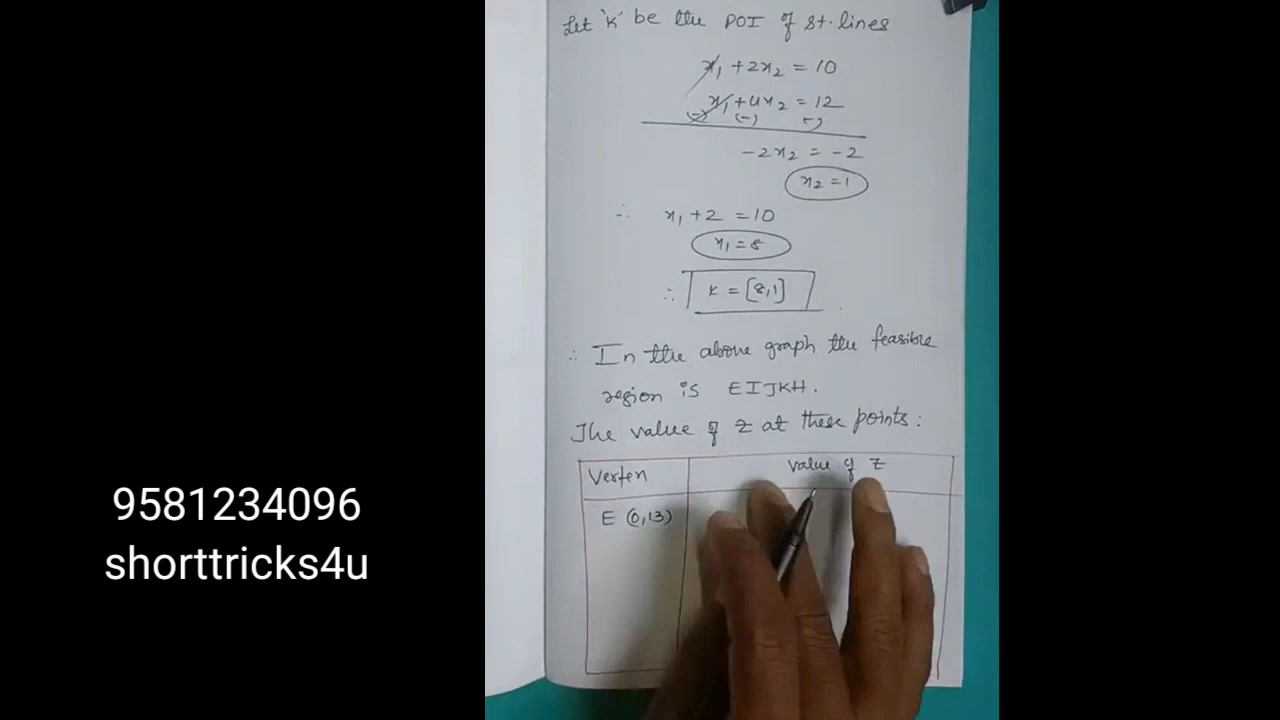 Let 'K' be the POI of st. lines
x₁ + 2x₂ = 10
x₁ + 4x₂ = 12
(-) (-) (-)
-2x₂ = -2
x₂ = 1
∴ x₁ + 2 = 10
x₁ = 8
∴ K = [8,1]
∴ In the above graph the feasible
region is EIJKH.
The value of Z at these points:
Vertex Value of Z
E (0,13)
9581234096
shorttricks4u